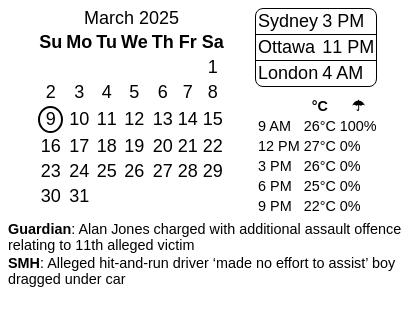 March 2025
Su Mo Tu We Th Fr Sa
1
2 3 4 5 6 7 8
9 10 11 12 13 14 15
16 17 18 19 20 21 22
23 24 25 26 27 28 29
30 31
Sydney 3 PM
Ottawa 11 PM
London 4 AM
°C ☂
9 AM 26°C 100%
12 PM 27°C 0%
3 PM 26°C 0%
6 PM 25°C 0%
9 PM 22°C 0%
Guardian: Alan Jones charged with additional assault offence
relating to 11th alleged victim
SMH: Alleged hit-and-run driver ‘made no effort to assist’ boy
dragged under car